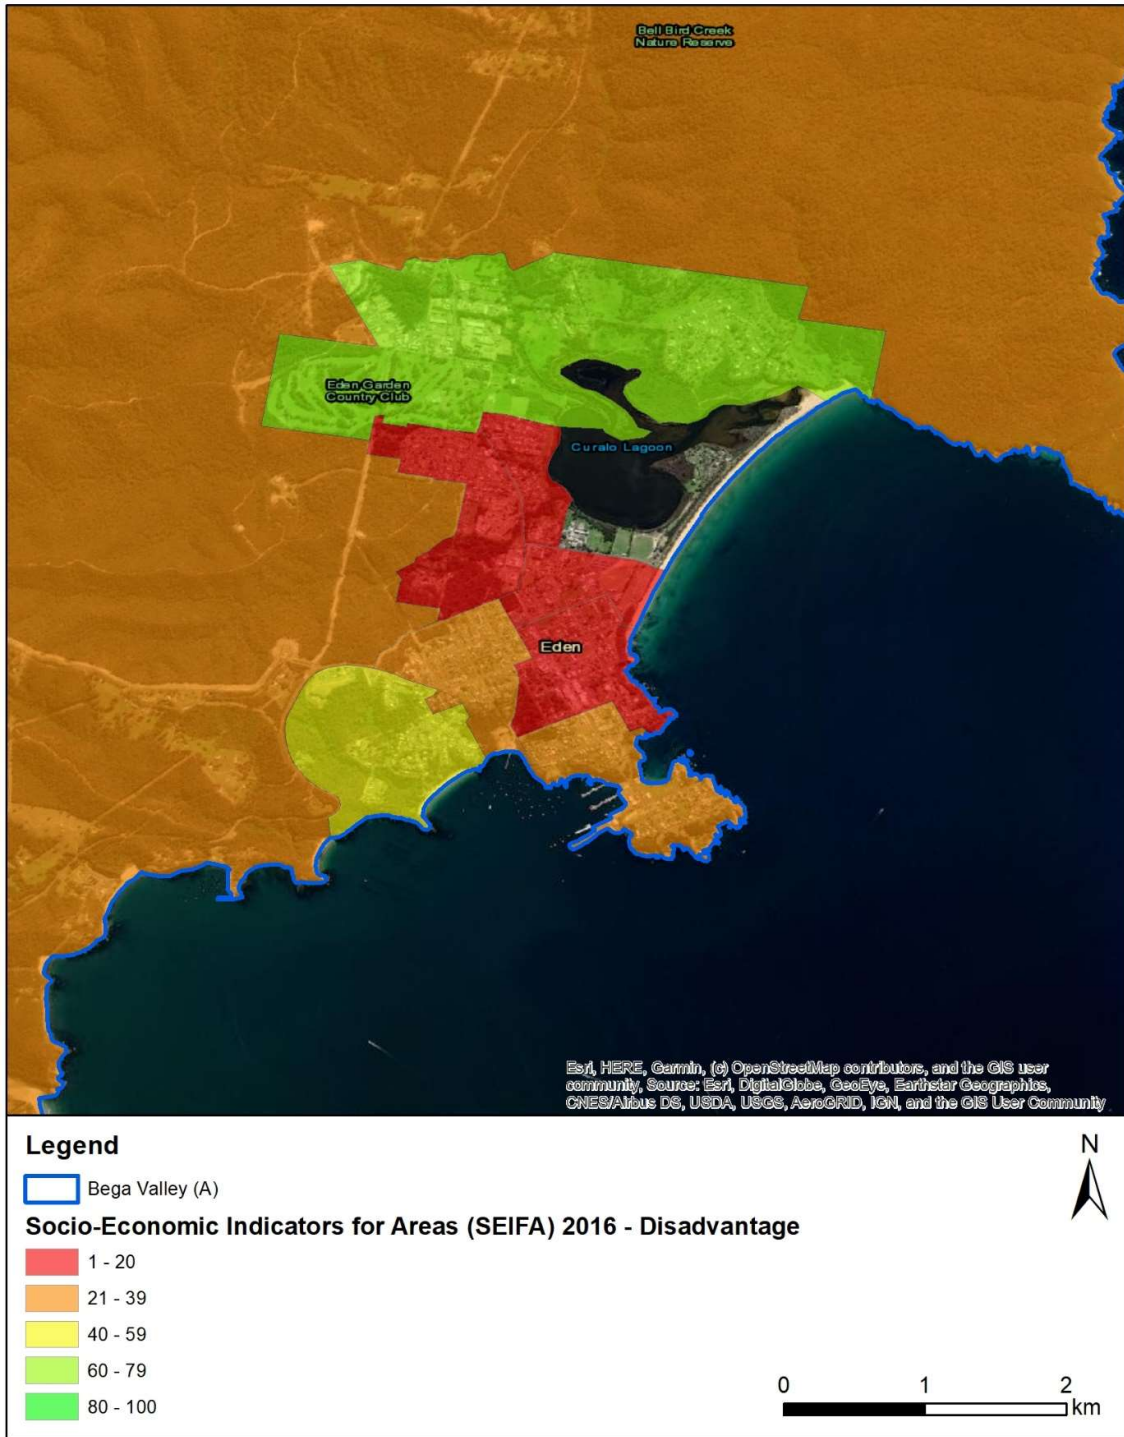 Bell Bird Creek
Nature Reserve
Eden Garden
Country Club
Curalo Lagoon
Eden
Esri, HERE, Garmin, (c) OpenStreetMap contributors, and the GIS user
community, Source: Esri, DigitalGlobe, GeoEye, Earthstar Geographics,
CNES/Airbus DS, USDA, USGS, AeroGRID, IGN, and the GIS User Community
Legend
N
Bega Valley (A)
Socio-Economic Indicators for Areas (SEIFA) 2016 - Disadvantage
1 - 20
21 - 39
40 - 59
60 - 79
80 - 100
0 1 2
km